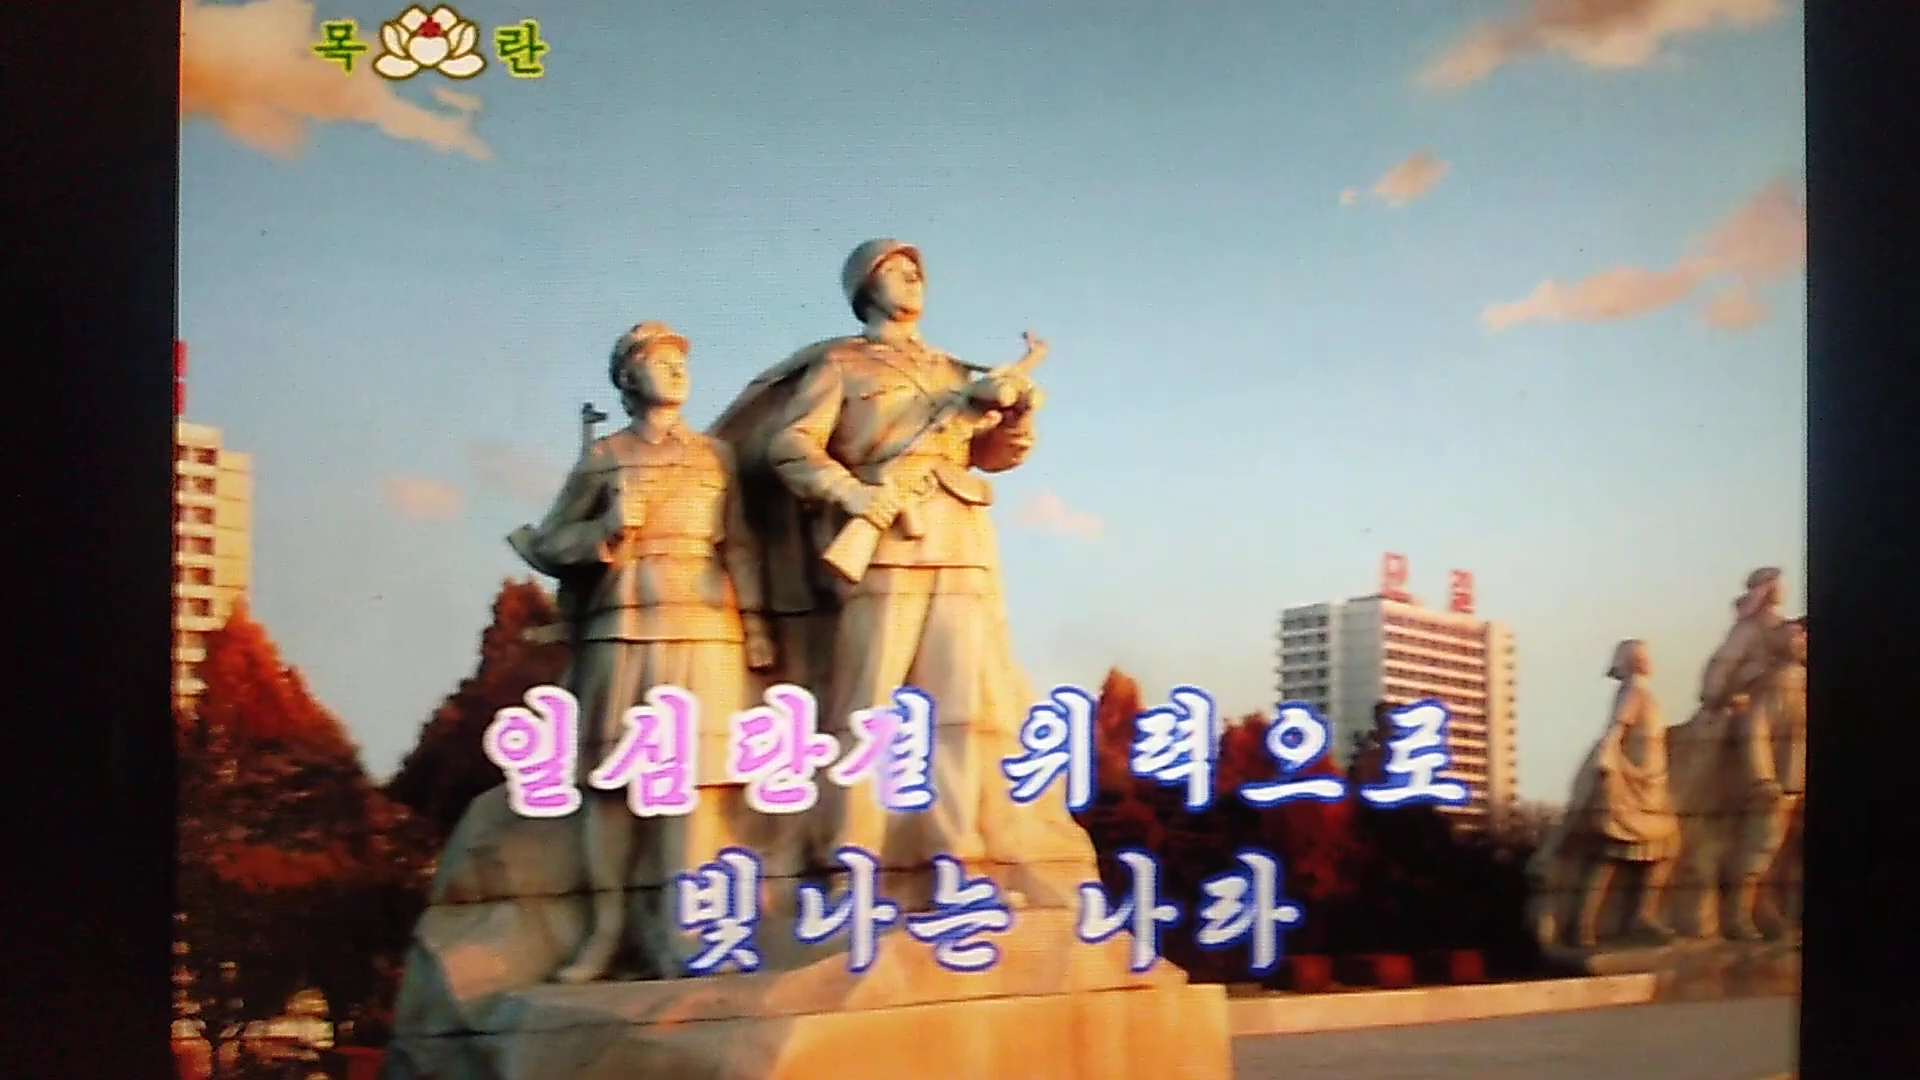 목란
단결
일심단결 위력으로
빛나는 나라